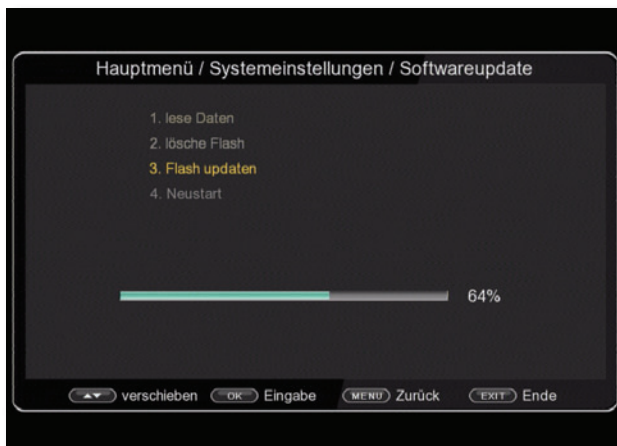 Hauptmenü / Systemeinstellungen / Softwareupdate
1. lese Daten
2. lösche Flash
3. Flash updaten
4. Neustart
64%
verschieben OK Eingabe MENU Zurück EXIT Ende